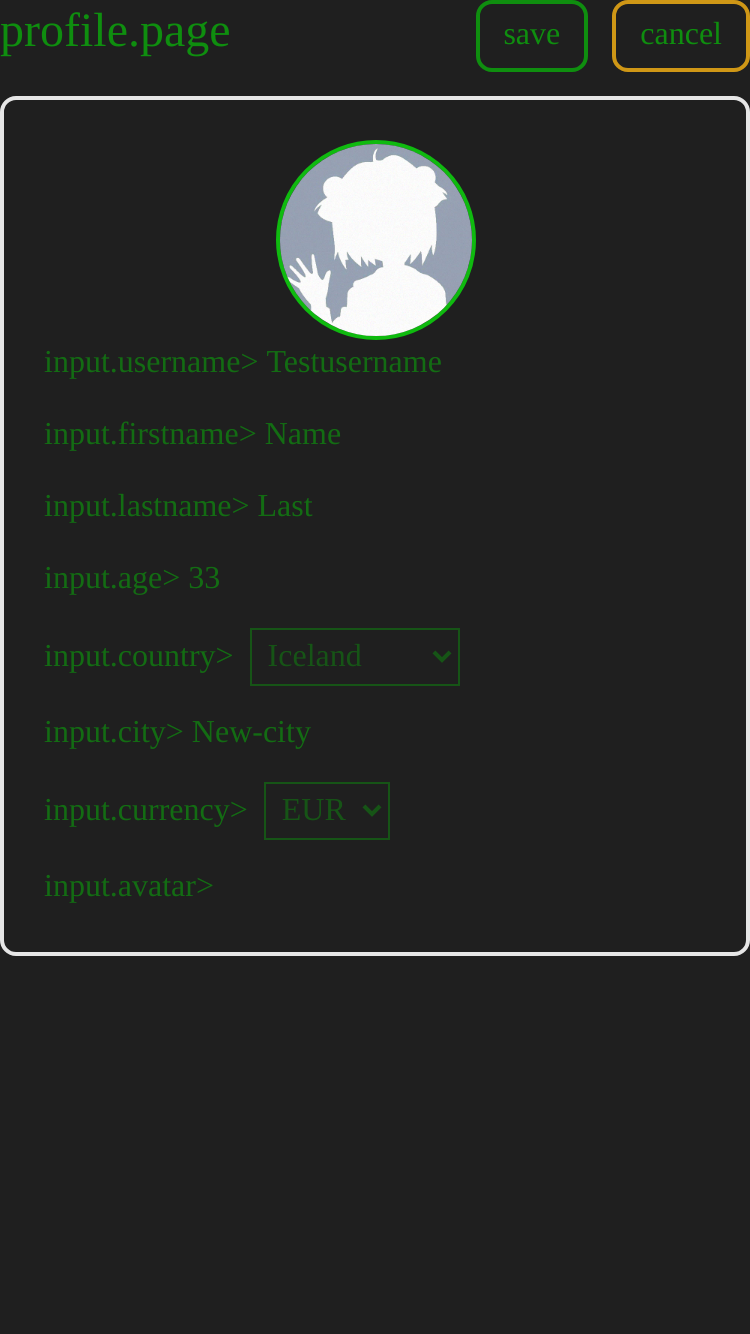 profile.page
save
cancel
input.username> Testusername
input.firstname> Name
input.lastname> Last
input.age> 33
input.country> Iceland
input.city> New-city
input.currency> EUR
input.avatar>